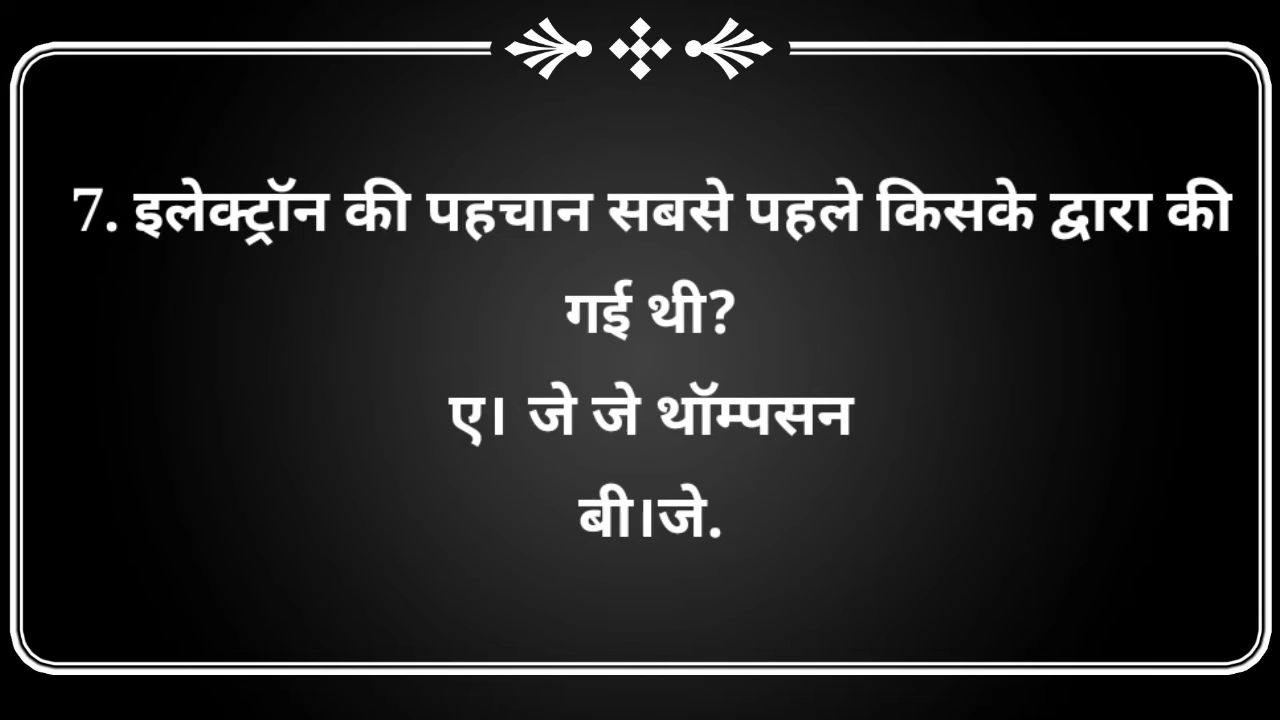 7. इलेक्ट्रॉन की पहचान सबसे पहले किसके द्वारा की
गई थी?
ए। जे जे थॉम्पसन
बी।जे.